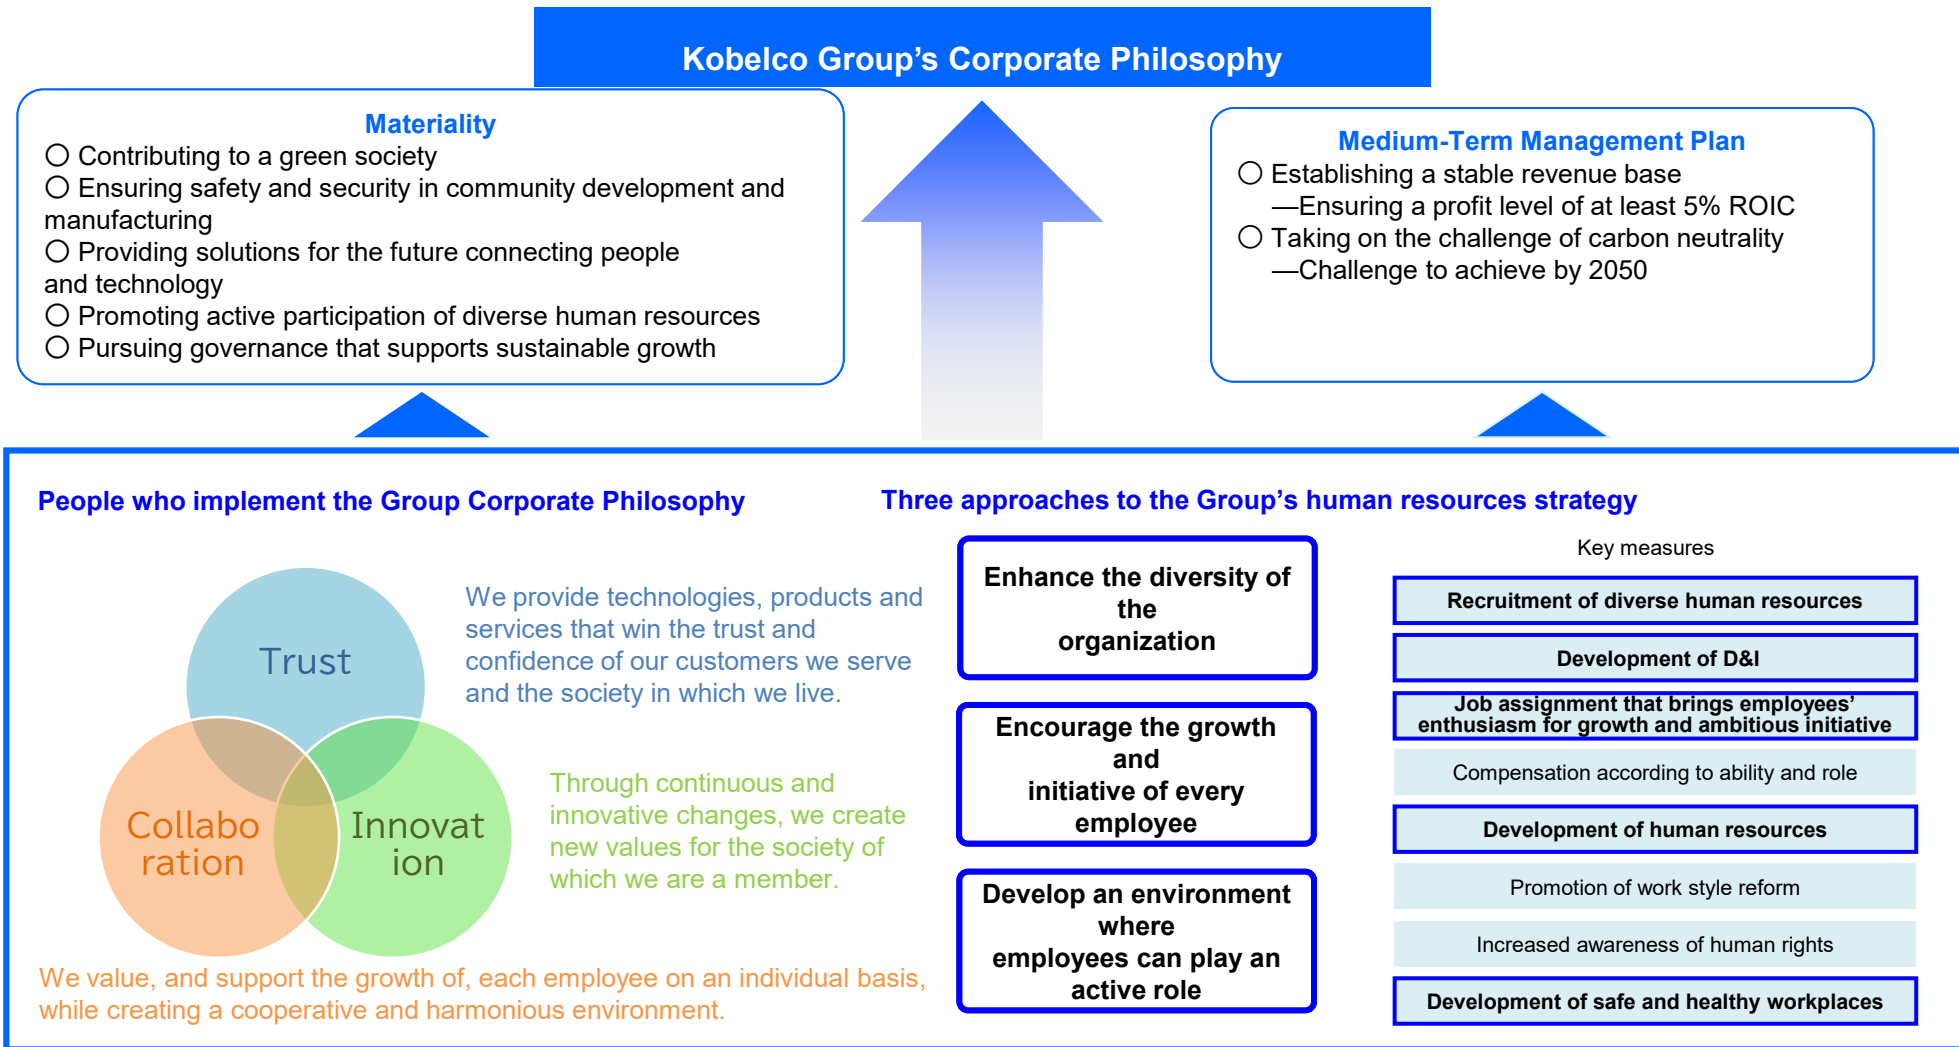 Kobelco Group’s Corporate Philosophy
Materiality
○ Contributing to a green society
○ Ensuring safety and security in community development and
manufacturing
○ Providing solutions for the future connecting people
and technology
○ Promoting active participation of diverse human resources
○ Pursuing governance that supports sustainable growth
Medium-Term Management Plan
○ Establishing a stable revenue base
—Ensuring a profit level of at least 5% ROIC
○ Taking on the challenge of carbon neutrality
—Challenge to achieve by 2050
People who implement the Group Corporate Philosophy
Trust
We provide technologies, products and
services that win the trust and
confidence of our customers we serve
and the society in which we live.
Collabo
ration
Innovat
ion
Through continuous and
innovative changes, we create
new values for the society of
which we are a member.
We value, and support the growth of, each employee on an individual basis,
while creating a cooperative and harmonious environment.
Three approaches to the Group’s human resources strategy
Enhance the diversity of
the
organization
Encourage the growth
and
initiative of every
employee
Develop an environment
where
employees can play an
active role
Key measures
Recruitment of diverse human resources
Development of D&I
Job assignment that brings employees’
enthusiasm for growth and ambitious initiative
Compensation according to ability and role
Development of human resources
Promotion of work style reform
Increased awareness of human rights
Development of safe and healthy workplaces